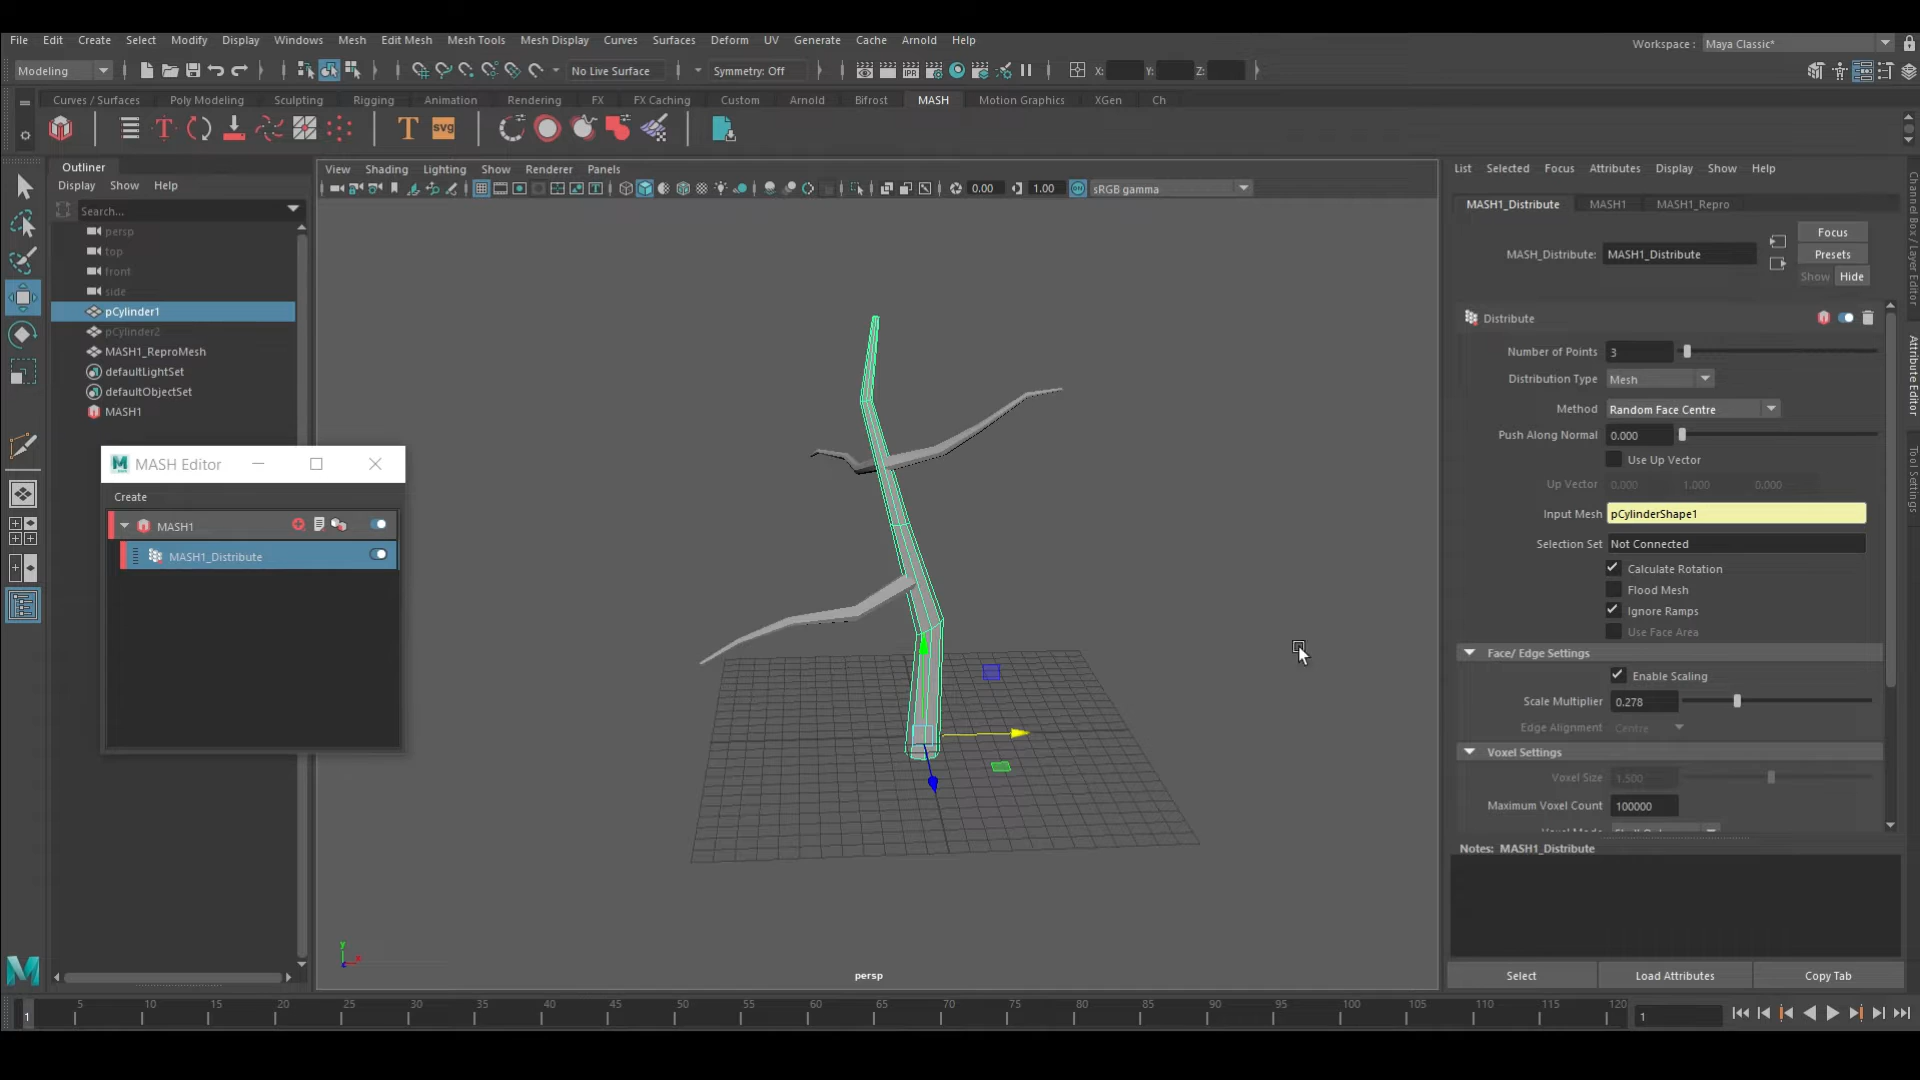 File Edit Create Select Modify Display Windows Mesh Edit Mesh Mesh Tools Mesh Display Curves Surfaces Deform UV Generate Cache Arnold Help
Workspace : Maya Classic*
Modeling No Live Surface Symmetry: Off X: Y: Z:
IPR
Curves / Surfaces Poly Modeling Sculpting Rigging Animation Rendering FX FX Caching Custom Arnold Bifrost MASH Motion Graphics XGen Ch
T T svg
Outliner
Display Show Help
Search...
persp
top
front
side
pCylinder1
pCylinder2
MASH1_ReproMesh
defaultLightSet
defaultObjectSet
MASH1
M MASH Editor
Create
MASH1
MASH1_Distribute
View Shading Lighting Show Renderer Panels
0.00 1.00 sRGB gamma
y
persp
List Selected Focus Attributes Display Show Help
MASH1_Distribute MASH1 MASH1_Repro
MASH_Distribute: MASH1_Distribute
Focus
Presets
Show Hide
Distribute
Number of Points 3
Distribution Type Mesh
Method Random Face Centre
Push Along Normal 0.000
Use Up Vector
Up Vector 0.000 1.000 0.000
Input Mesh pCylinderShape1
Selection Set Not Connected
Calculate Rotation
Flood Mesh
Ignore Ramps
Use Face Area
Face/ Edge Settings
Enable Scaling
Scale Multiplier 0.278
Edge Alignment Centre
Voxel Settings
Voxel Size 1.500
Maximum Voxel Count 100000
Notes: MASH1_Distribute
Select Load Attributes Copy Tab
Channel Box / Layer Editor
Attribute Editor
Tool Settings
M
1 5 10 15 20 25 30 35 40 45 50 55 60 65 70 75 80 85 90 95 100 105 110 115 120
1